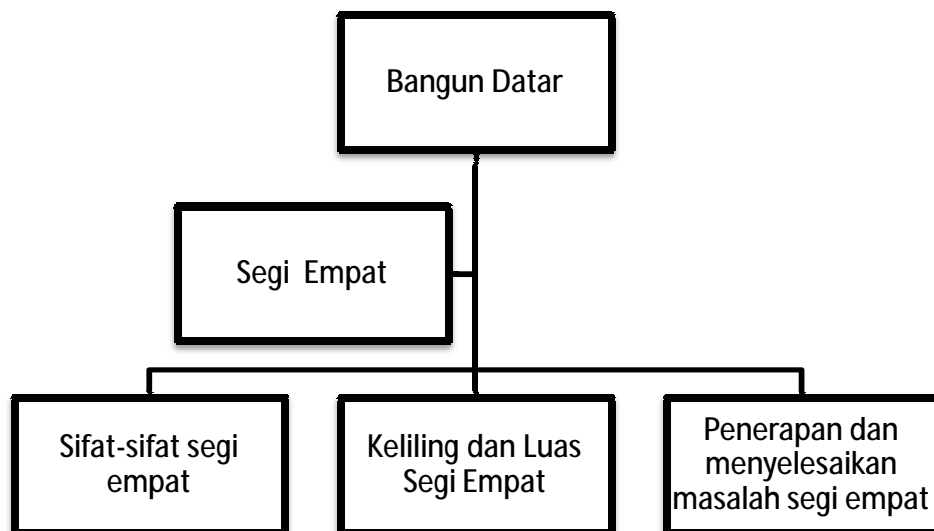 Bangun Datar
Segi Empat
Sifat-sifat segi
empat
Keliling dan Luas
Segi Empat
Penerapan dan
menyelesaikan
masalah segi empat